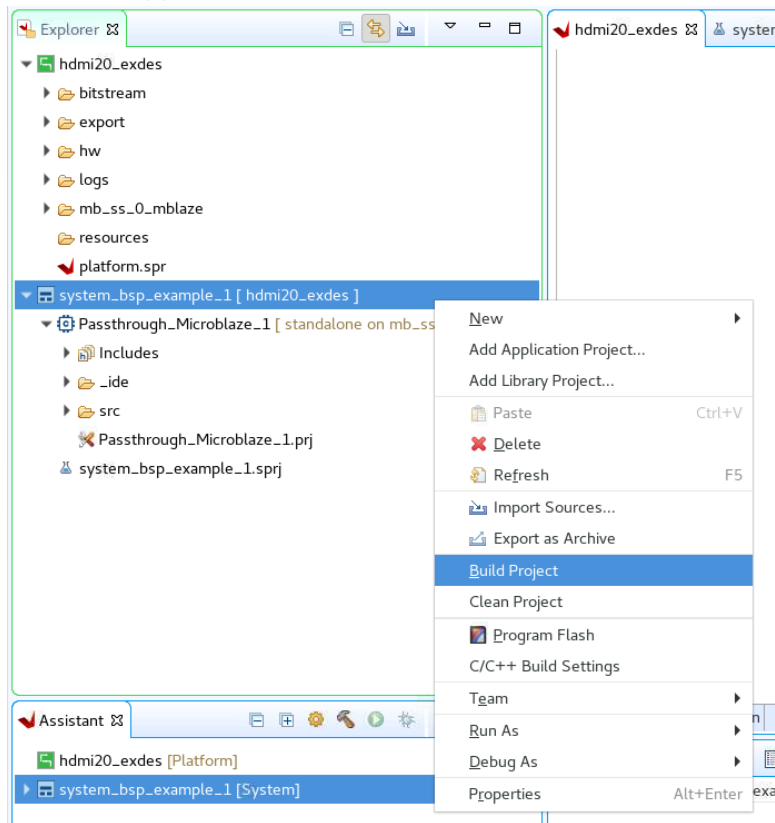 Explorer
hdmi20_exdes
system
hdmi20_exdes
bitstream
export
hw
logs
mb_ss_0_mblaze
resources
platform.spr
system_bsp_example_1 [ hdmi20_exdes ]
Passthrough_Microblaze_1 [ standalone on mb_ss
Includes
_ide
src
Passthrough_Microblaze_1.prj
system_bsp_example_1.sprj
New
Add Application Project...
Add Library Project...
Paste Ctrl+V
Delete
Refresh F5
Import Sources...
Export as Archive
Build Project
Clean Project
Program Flash
C/C++ Build Settings
Team
Run As
Debug As
Properties Alt+Enter
Assistant
hdmi20_exdes [Platform]
system_bsp_example_1 [System]